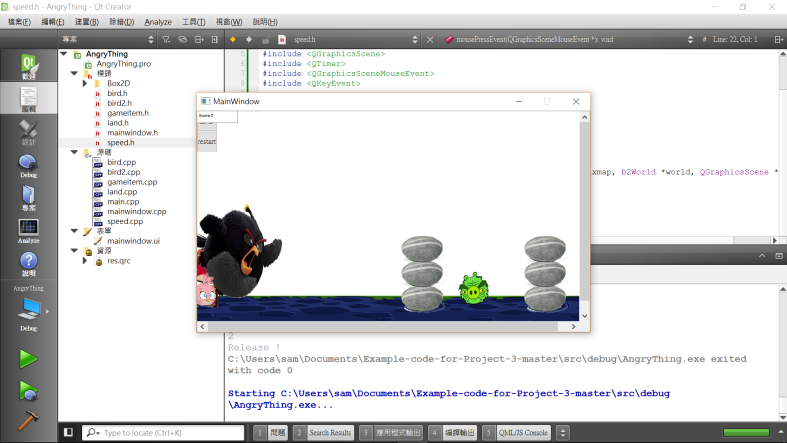 speed.h - AngryThing - Qt Creator
檔案(F) 編輯(E) 建置(B) 除錯(D) Analyze 工具(T) 視窗(W) 說明(H)
專案
speed.h
mousePressEvent(QGraphicsSceneMouseEvent *): void
# Line: 22, Col: 1
歡迎
編輯
設計
Debug
專案
Analyze
說明
AngryThing
Debug
AngryThing
AngryThing.pro
標頭
Box2D
bird.h
bird2.h
gameitem.h
land.h
mainwindow.h
speed.h
源碼
bird.cpp
bird2.cpp
gameitem.cpp
land.cpp
main.cpp
mainwindow.cpp
speed.cpp
表單
mainwindow.ui
資源
res.qrc
5 #include <QGraphicsScene>
6 #include <QTimer>
7 #include <QGraphicsSceneMouseEvent>
8 #include <QKeyEvent>
xmap, b2World *world, QGraphicsScene *
MainWindow
Score:0
restart
2
Release !
C:\Users\sam\Documents\Example-code-for-Project-3-master\src\debug\AngryThing.exe exited
with code 0
Starting C:\Users\sam\Documents\Example-code-for-Project-3-master\src\debug
\AngryThing.exe...
Type to locate (Ctrl+K)
1 問題
2 Search Results
3 應用程式輸出
4 編譯輸出
5 QML/JS Console